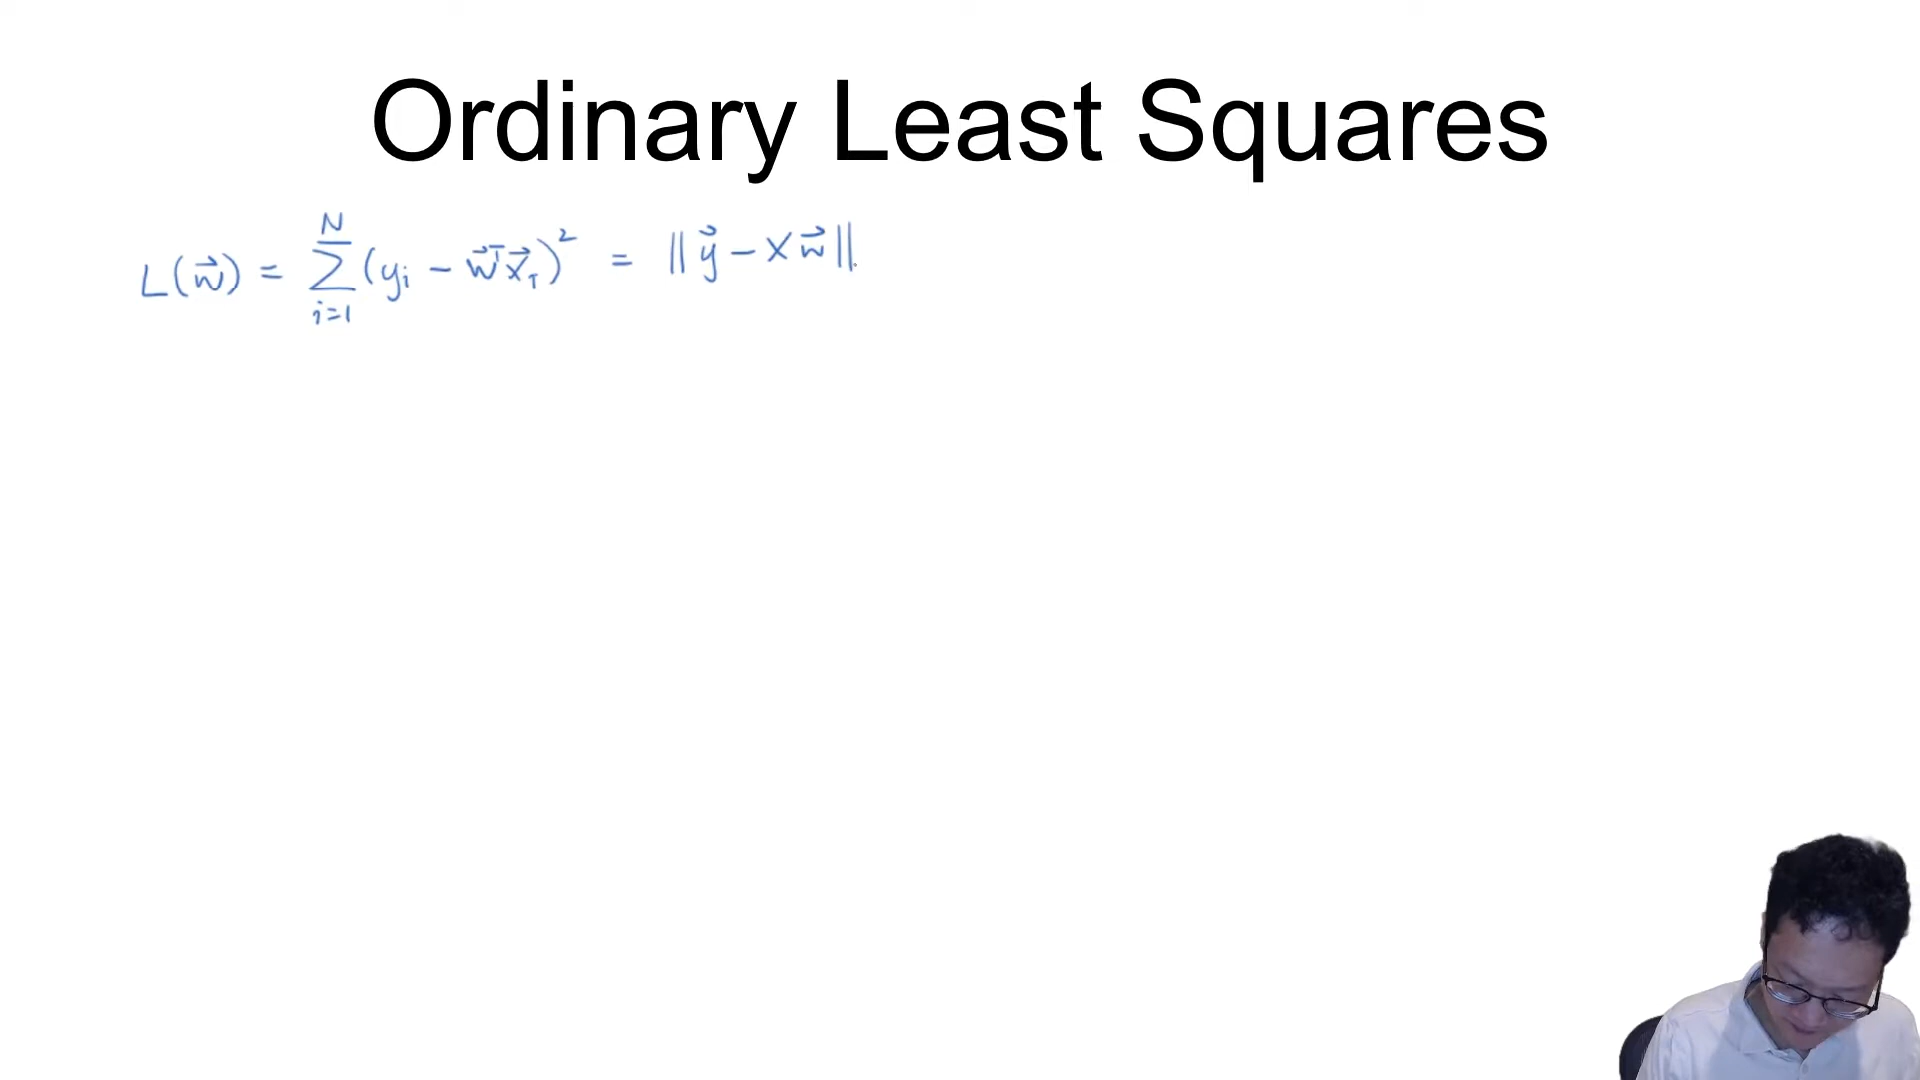 Ordinary Least Squares
L(w⃗) = ∑_{i=1}^{N} (y_i − w⃗ᵀx⃗_i)² = ‖y⃗ − Xw⃗‖